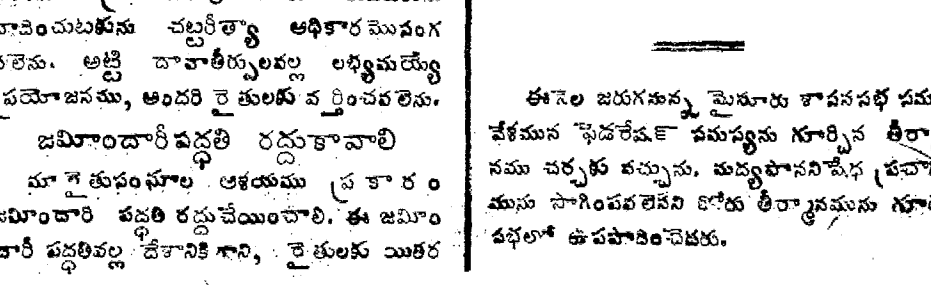 చుటకును చట్టరీత్యా అధికార మొసంగ
వలెను. అట్టి దావాతీర్పులవల్ల లభ్యమయ్యే
ప్రయోజనము, అందరి రైతులకు వర్తించవలెను.
జమీందారీపద్ధతి రద్దుకావాలి
మా రైతుసంఘాల ఆశయము ప్రకారం
జమీందారి పద్ధతి రద్దుచేయించాలి. ఈ జమీం
దారీ పద్ధతివల్ల దేశానికి గాని, రైతులకు యితర
ఈనెల జరుగనున్న మైసూరు శాసనసభ సమా
వేశమున ఫెడరేషన్ సమస్యను గూర్చిన తీర్మా
నము చర్చకు వచ్చును. మద్యపాననిషేధ ప్రచార
మును సాగింపవలెనని కోరు తీర్మానమును గూడ
సభలో ఉపపాదించెదరు.